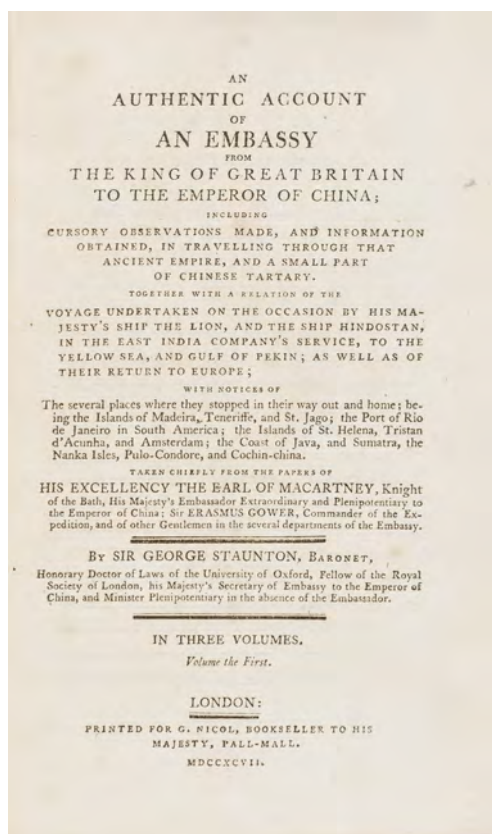 AN
AUTHENTIC ACCOUNT
OF
AN EMBASSY
FROM
THE KING OF GREAT BRITAIN
TO THE EMPEROR OF CHINA;
INCLUDING
CURSORY OBSERVATIONS MADE, AND INFORMATION
OBTAINED, IN TRAVELLING THROUGH THAT
ANCIENT EMPIRE, AND A SMALL PART
OF CHINESE TARTARY.
TOGETHER WITH A RELATION OF THE
VOYAGE UNDERTAKEN ON THE OCCASION BY HIS MA-
JESTY'S SHIP THE LION, AND THE SHIP HINDOSTAN,
IN THE EAST INDIA COMPANY'S SERVICE, TO THE
YELLOW SEA, AND GULF OF PEKIN; AS WELL AS OF
THEIR RETURN TO EUROPE;
WITH NOTICES OF
The several places where they stopped in their way out and home; be-
ing the Islands of Madeira, Teneriffe, and St. Jago; the Port of Rio
de Janeiro in South America; the Islands of St. Helena, Tristan
d'Acunha, and Amsterdam; the Coast of Java, and Sumatra, the
Nanka Isles, Pulo-Condore, and Cochin-china.
TAKEN CHIEFLY FROM THE PAPERS OF
HIS EXCELLENCY THE EARL OF MACARTNEY, Knight
of the Bath, His Majesty's Embassador Extraordinary and Plenipotentiary to
the Emperor of China; Sir ERASMUS GOWER, Commander of the Ex-
pedition, and of other Gentlemen in the several departments of the Embassy.
BY SIR GEORGE STAUNTON, BARONET,
Honorary Doctor of Laws of the University of Oxford, Fellow of the Royal
Society of London, his Majesty's Secretary of Embassy to the Emperor of
China, and Minister Plenipotentiary in the absence of the Embassador.
IN THREE VOLUMES.
Volume the First.
LONDON:
PRINTED FOR G. NICOL, BOOKSELLER TO HIS
MAJESTY, PALL-MALL.
MDCCXCVII.